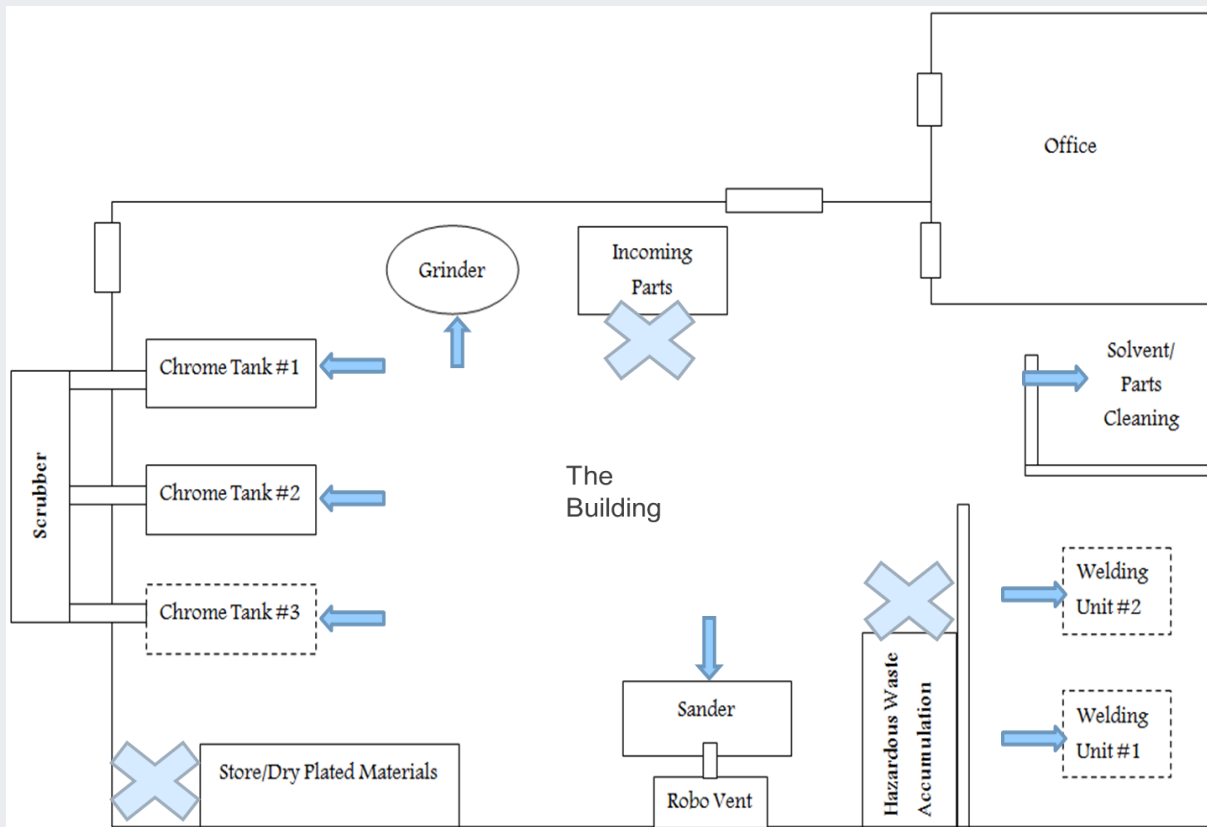 Office
Incoming
Parts
Grinder
Chrome Tank #1
Solvent/
Parts
Cleaning
Scrubber
Chrome Tank #2
The
Building
Chrome Tank #3
Welding
Unit #2
Sander
Hazardous Waste
Accumulation
Welding
Unit #1
Store/Dry Plated Materials
Robo Vent